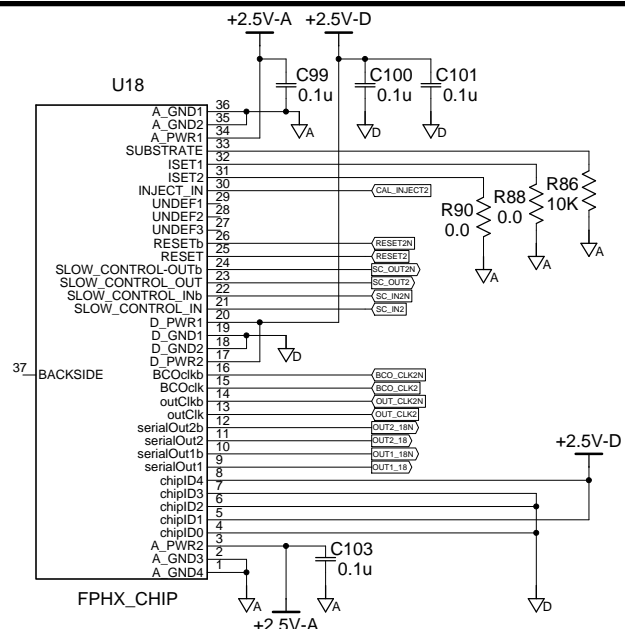 +2.5V-A +2.5V-D
U18
C99
0.1u
C100
0.1u
C101
0.1u
A_GND1 36
A_GND2 35
A_PWR1 34
SUBSTRATE 33
ISET1 32
ISET2 31
INJECT_IN 30 CAL_INJECT2
UNDEF1 29
UNDEF2 28
UNDEF3 27
RESETb 26 RESET2N
RESET 25 RESET2
SLOW_CONTROL-OUTb 24 SC_OUT2N
SLOW_CONTROL_OUT 23 SC_OUT2
SLOW_CONTROL_INb 22 SC_IN2N
SLOW_CONTROL_IN 21 SC_IN2
D_PWR1 20
D_GND1 19
D_GND2 18
D_PWR2 17
BCOclkb 16 BCO_CLK2N
BCOclk 15 BCO_CLK2
outClkb 14 OUT_CLK2N
outClk 13 OUT_CLK2
serialOut2b 12 OUT2_18N
serialOut2 11 OUT2_18
serialOut1b 10 OUT1_18N
serialOut1 9 OUT1_18
chipID4 8
chipID3 7
chipID2 6
chipID1 5
chipID0 4
A_PWR2 3
A_GND3 2
A_GND4 1
37 BACKSIDE
R90
0.0
R88
0.0
R86
10K
A
D
D
A
A
A
D
+2.5V-D
C103
0.1u
A
A
D
FPHX_CHIP
+2.5V-A